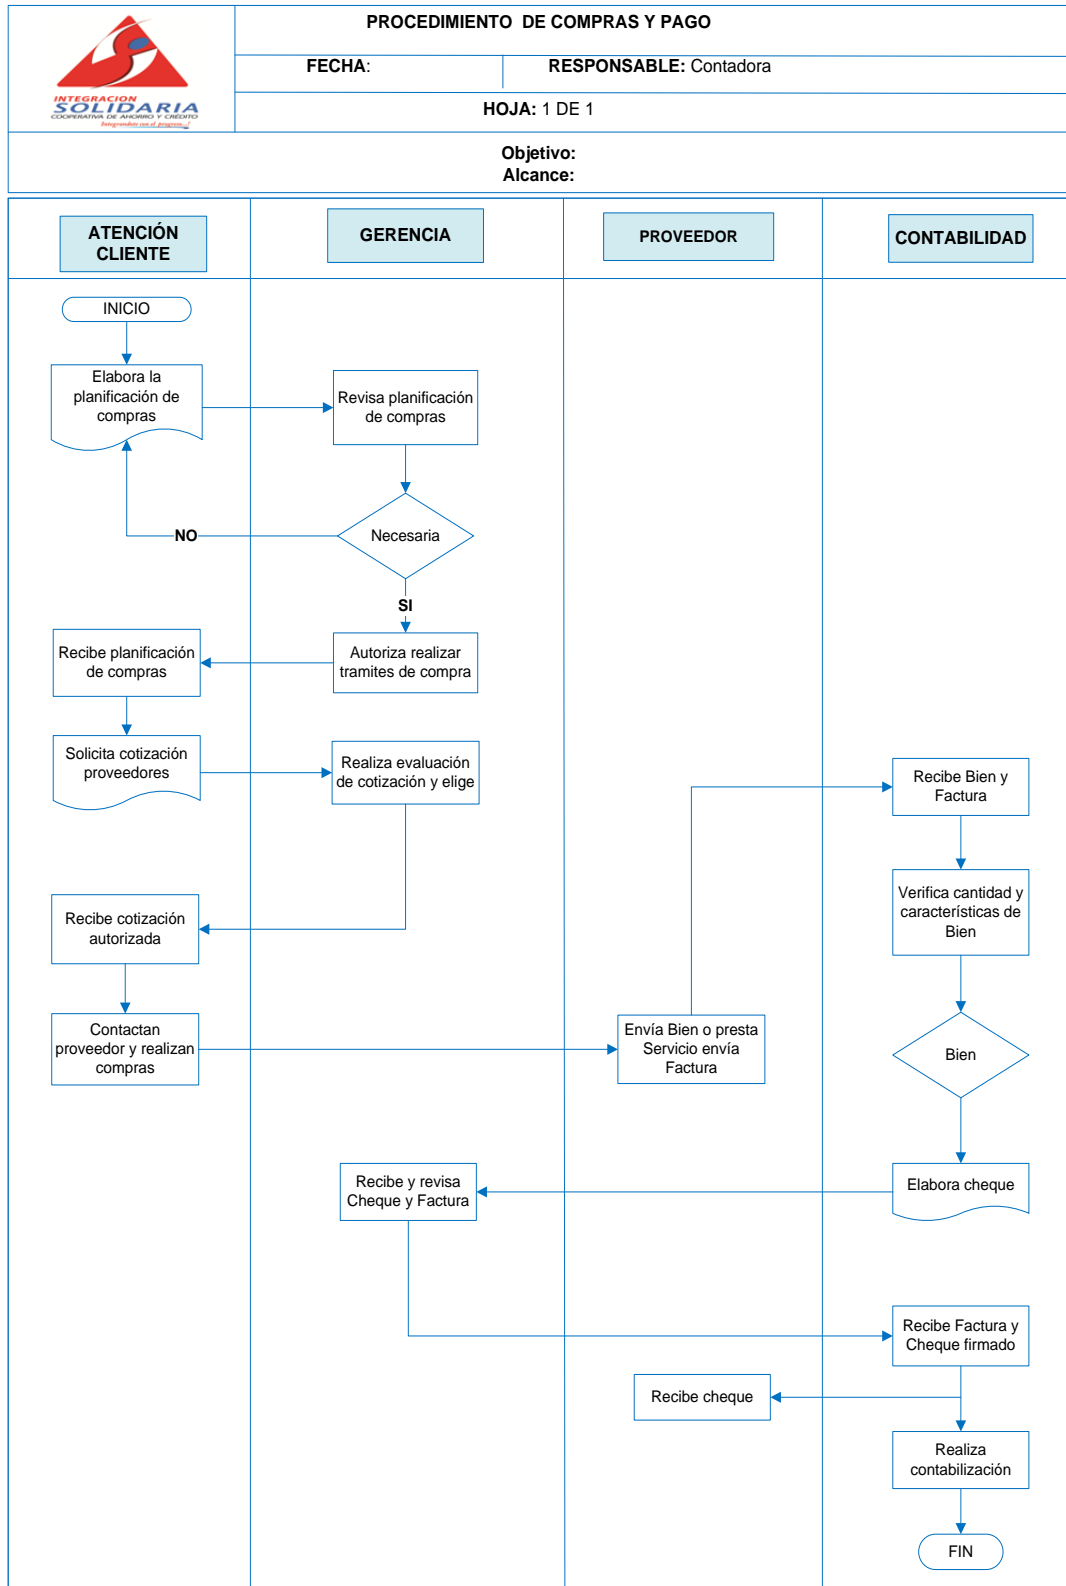 PROCEDIMIENTO DE COMPRAS Y PAGO
FECHA:
RESPONSABLE: Contadora
HOJA: 1 DE 1
INTEGRACION
SOLIDARIA
COOPERATIVA DE AHORRO Y CRÉDITO
Integrandote con el progreso...!
Objetivo:
Alcance:
ATENCIÓN
CLIENTE
GERENCIA
PROVEEDOR
CONTABILIDAD
INICIO
Elabora la
planificación de
compras
Revisa planificación
de compras
NO
Necesaria
SI
Recibe planificación
de compras
Autoriza realizar
tramites de compra
Solicita cotización
proveedores
Realiza evaluación
de cotización y elige
Recibe Bien y
Factura
Verifica cantidad y
características de
Bien
Recibe cotización
autorizada
Contactan
proveedor y realizan
compras
Envía Bien o presta
Servicio envía
Factura
Bien
Recibe y revisa
Cheque y Factura
Elabora cheque
Recibe Factura y
Cheque firmado
Recibe cheque
Realiza
contabilización
FIN